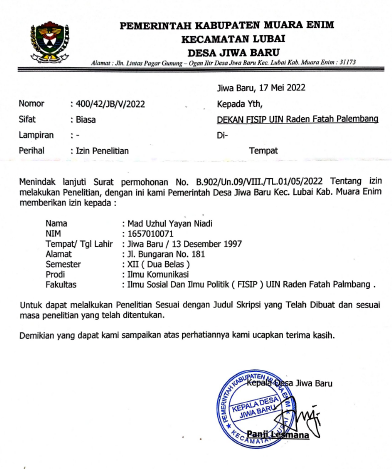 PEMERINTAH KABUPATEN MUARA ENIM
KECAMATAN LUBAI
DESA JIWA BARU
Alamat : Jln. Lintas Pagar Gunung – Ogan Ilir Desa Jiwa Baru Kec. Lubai Kab. Muara Enim : 31173
Jiwa Baru, 17 Mei 2022
Nomor : 400/42/JB/V/2022 Kepada Yth,
Sifat : Biasa DEKAN FISIP UIN Raden Fatah Palembang
Lampiran : - Di-
Perihal : Izin Penelitian Tempat
Menindak lanjuti Surat permohonan No. B.902/Un.09/VIII./TL.01/05/2022 Tentang izin
melakukan Penelitian, dengan ini kami Pemerintah Desa Jiwa Baru Kec. Lubai Kab. Muara Enim
memberikan izin kepada :
Nama : Mad Uzhul Yayan Niadi
NIM : 1657010071
Tempat/ Tgl Lahir : Jiwa Baru / 13 Desember 1997
Alamat : Jl. Bungaran No. 181
Semester : XII ( Dua Belas )
Prodi : Ilmu Komunikasi
Fakultas : Ilmu Sosial Dan Ilmu Politik ( FISIP ) UIN Raden Fatah Palmbang .
Untuk dapat melalkukan Penelitian Sesuai dengan Judul Skripsi yang Telah Dibuat dan sesuai
masa penelitian yang telah ditentukan.
Demikian yang dapat kami sampaikan atas perhatiannya kami ucapkan terima kasih.
Kepala Desa Jiwa Baru
PEMERINTAH KABUPATEN MUARA ENIM
KEPALA DESA
JIWA BARU
Panji Lesmana